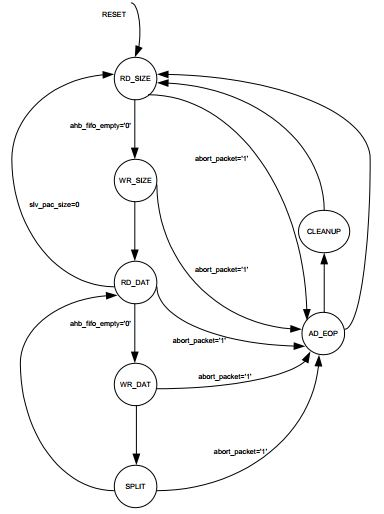 RESET
RD_SIZE
ahb_fifo_empty='0'
abort_packet='1'
WR_SIZE
slv_pac_size=0
CLEANUP
abort_packet='1'
RD_DAT
ahb_fifo_empty='0'
AD_EOP
abort_packet='1'
abort_packet='1'
WR_DAT
abort_packet='1'
SPLIT